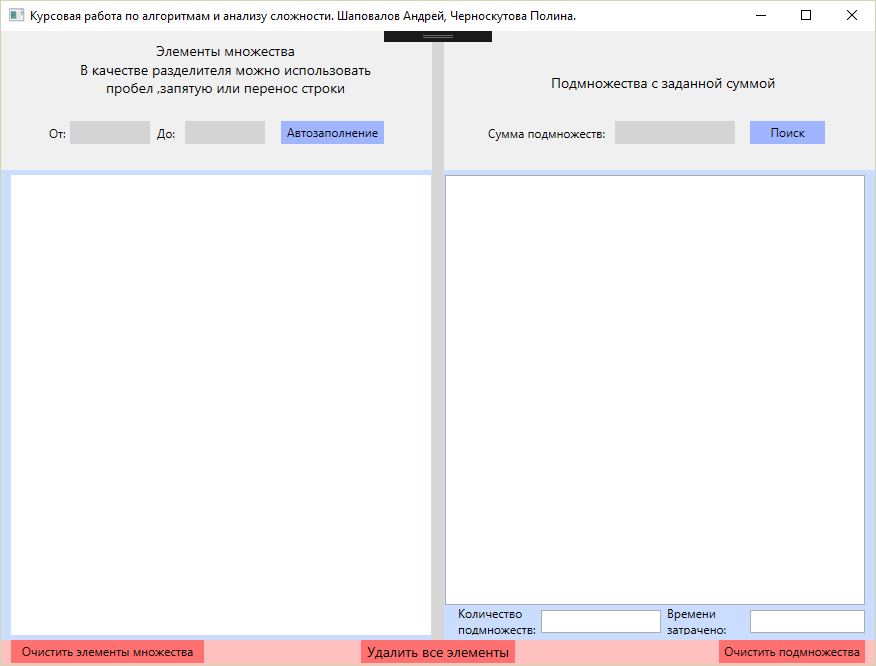 Курсовая работа по алгоритмам и анализу сложности. Шаповалов Андрей, Черноскутова Полина.
Элементы множества
В качестве разделителя можно использовать
пробел ,запятую или перенос строки
От:
До:
Автозаполнение
Подмножества с заданной суммой
Сумма подмножеств:
Поиск
Количество
подмножеств:
Времени
затрачено:
Очистить элементы множества
Удалить все элементы
Очистить подмножества